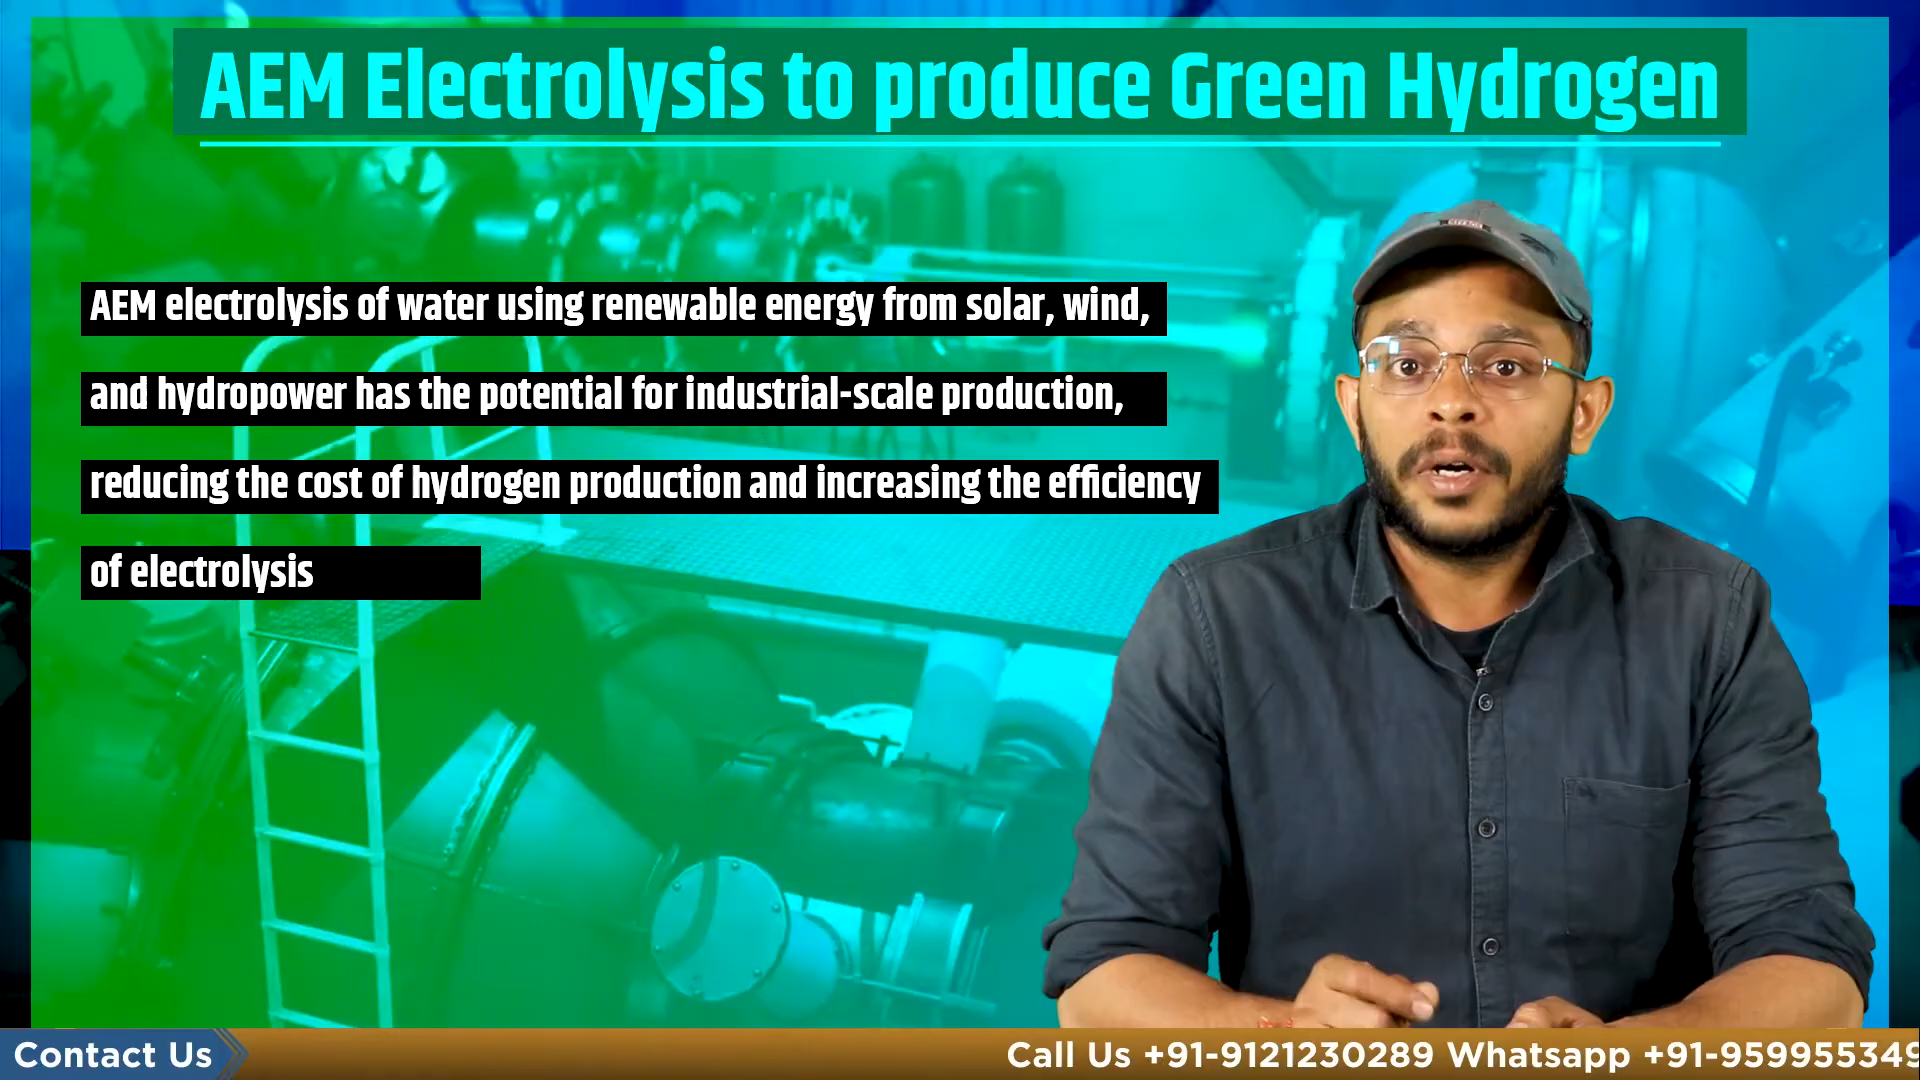 AEM Electrolysis to produce Green Hydrogen
AEM electrolysis of water using renewable energy from solar, wind,
and hydropower has the potential for industrial-scale production,
reducing the cost of hydrogen production and increasing the efficiency
of electrolysis
Contact Us
Call Us +91-9121230289 Whatsapp +91-959955349